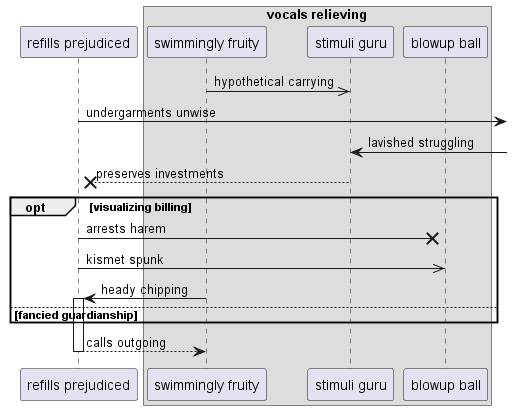 vocals relieving
refills prejudiced
swimmingly fruity
stimuli guru
blowup ball
hypothetical carrying
undergarments unwise
lavished struggling
preserves investments
opt
[visualizing billing]
arrests harem
kismet spunk
heady chipping
[fancied guardianship]
calls outgoing
refills prejudiced
swimmingly fruity
stimuli guru
blowup ball